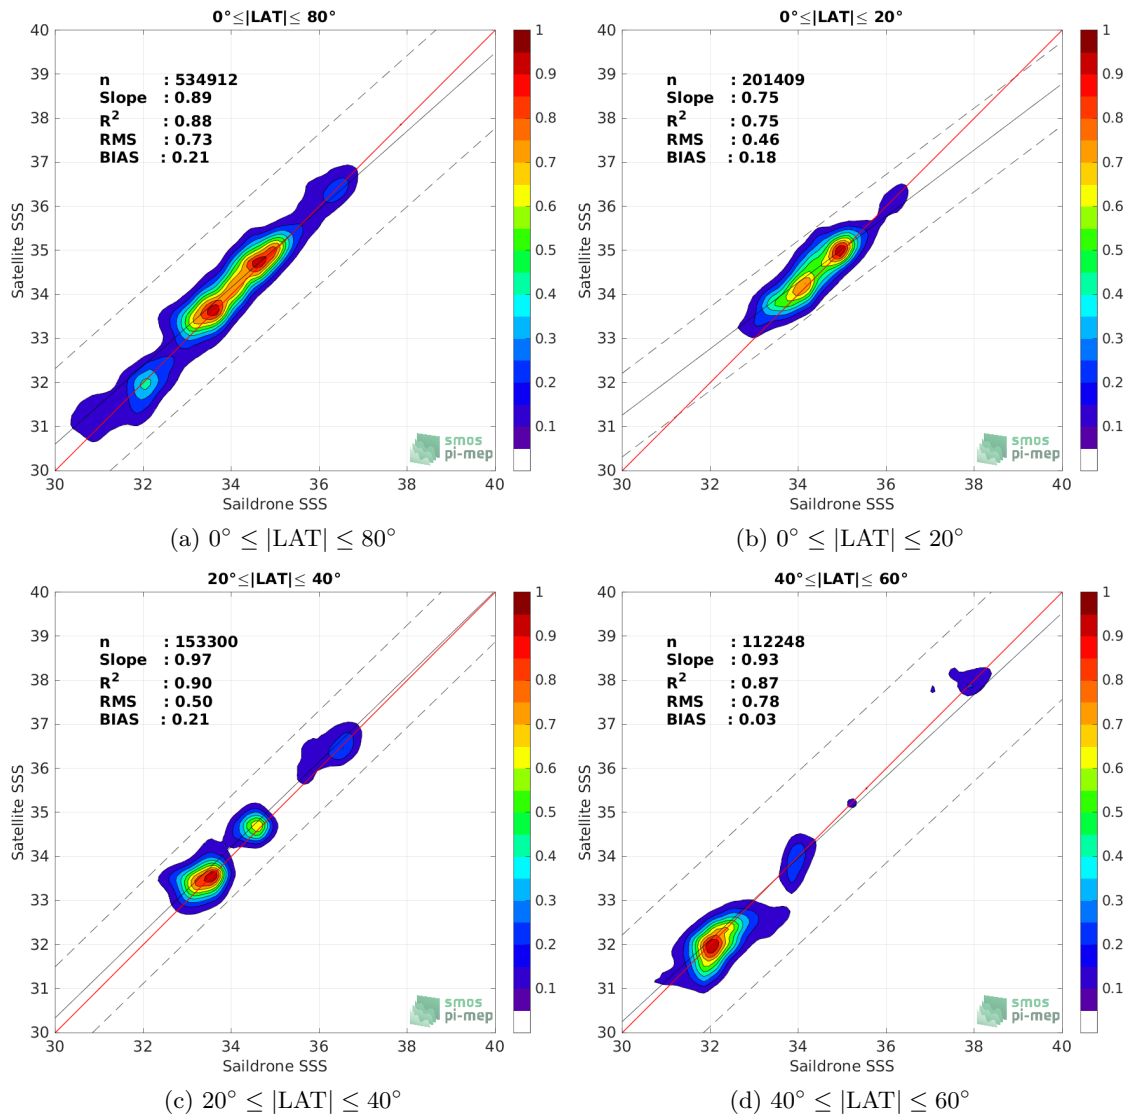 0°≤|LAT|≤ 80°
n : 534912
Slope : 0.89
R² : 0.88
RMS : 0.73
BIAS : 0.21
Satellite SSS
40
39
38
37
36
35
34
33
32
31
30
30 32 34 36 38 40
Saildrone SSS
1
0.9
0.8
0.7
0.6
0.5
0.4
0.3
0.2
0.1
smos
pi-mep
(a) 0° ≤ |LAT| ≤ 80°
0°≤|LAT|≤ 20°
n : 201409
Slope : 0.75
R² : 0.75
RMS : 0.46
BIAS : 0.18
Satellite SSS
40
39
38
37
36
35
34
33
32
31
30
30 32 34 36 38 40
Saildrone SSS
1
0.9
0.8
0.7
0.6
0.5
0.4
0.3
0.2
0.1
smos
pi-mep
(b) 0° ≤ |LAT| ≤ 20°
20°≤|LAT|≤ 40°
n : 153300
Slope : 0.97
R² : 0.90
RMS : 0.50
BIAS : 0.21
Satellite SSS
40
39
38
37
36
35
34
33
32
31
30
30 32 34 36 38 40
Saildrone SSS
1
0.9
0.8
0.7
0.6
0.5
0.4
0.3
0.2
0.1
smos
pi-mep
(c) 20° ≤ |LAT| ≤ 40°
40°≤|LAT|≤ 60°
n : 112248
Slope : 0.93
R² : 0.87
RMS : 0.78
BIAS : 0.03
Satellite SSS
40
39
38
37
36
35
34
33
32
31
30
30 32 34 36 38 40
Saildrone SSS
1
0.9
0.8
0.7
0.6
0.5
0.4
0.3
0.2
0.1
smos
pi-mep
(d) 40° ≤ |LAT| ≤ 60°